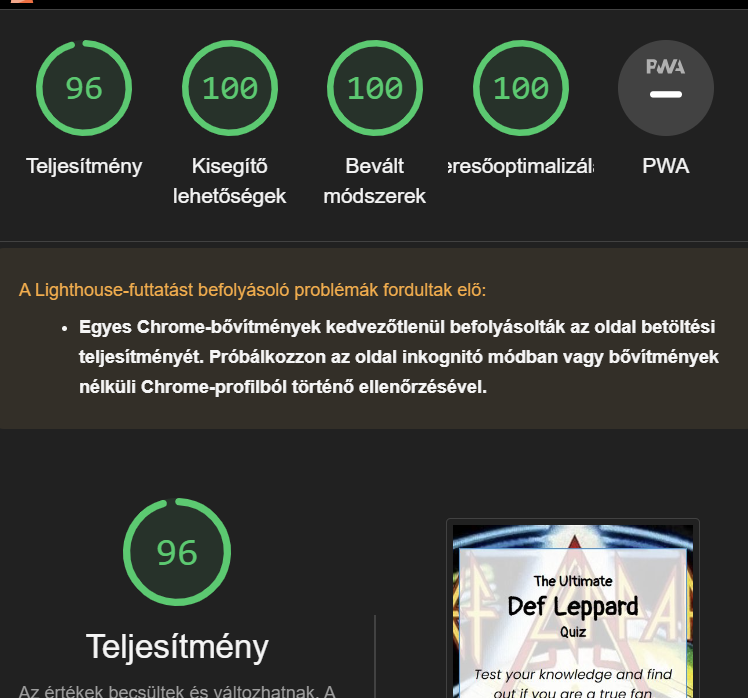 96
100
100
100
PWA
Teljesítmény
Kisegítő
lehetőségek
Bevált
módszerek
eresőoptimalizálá
PWA
A Lighthouse-futtatást befolyásoló problémák fordultak elő:
• Egyes Chrome-bővítmények kedvezőtlenül befolyásolták az oldal betöltési
teljesítményét. Próbálkozzon az oldal inkognitó módban vagy bővítmények
nélküli Chrome-profilból történő ellenőrzésével.
96
Teljesítmény
Az értékek becsültek és változhatnak. A
The Ultimate
Def Leppard
Quiz
Test your knowledge and find
out if you are a true fan